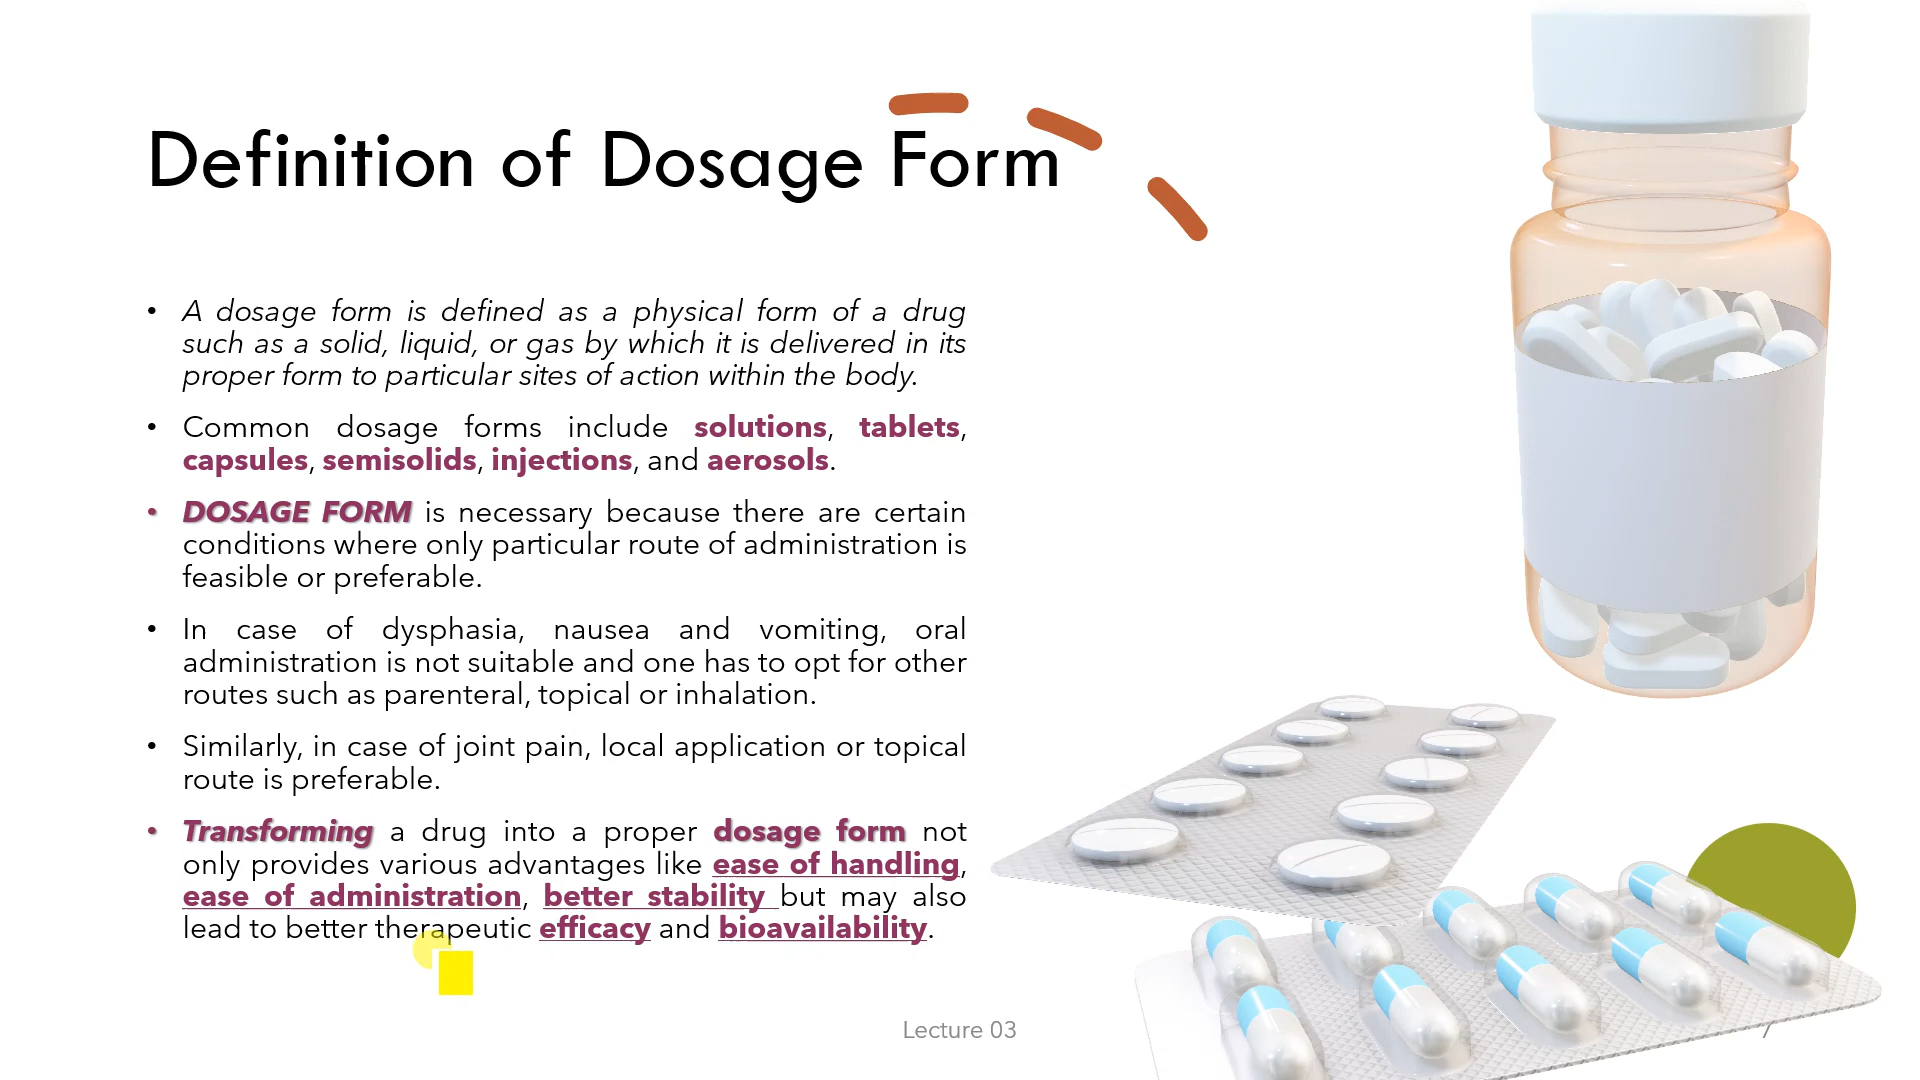 Definition of Dosage Form
• A dosage form is defined as a physical form of a drug
such as a solid, liquid, or gas by which it is delivered in its
proper form to particular sites of action within the body.
• Common dosage forms include solutions, tablets,
capsules, semisolids, injections, and aerosols.
• DOSAGE FORM is necessary because there are certain
conditions where only particular route of administration is
feasible or preferable.
• In case of dysphasia, nausea and vomiting, oral
administration is not suitable and one has to opt for other
routes such as parenteral, topical or inhalation.
• Similarly, in case of joint pain, local application or topical
route is preferable.
• Transforming a drug into a proper dosage form not
only provides various advantages like ease of handling,
ease of administration, better stability but may also
lead to better therapeutic efficacy and bioavailability.
Lecture 03